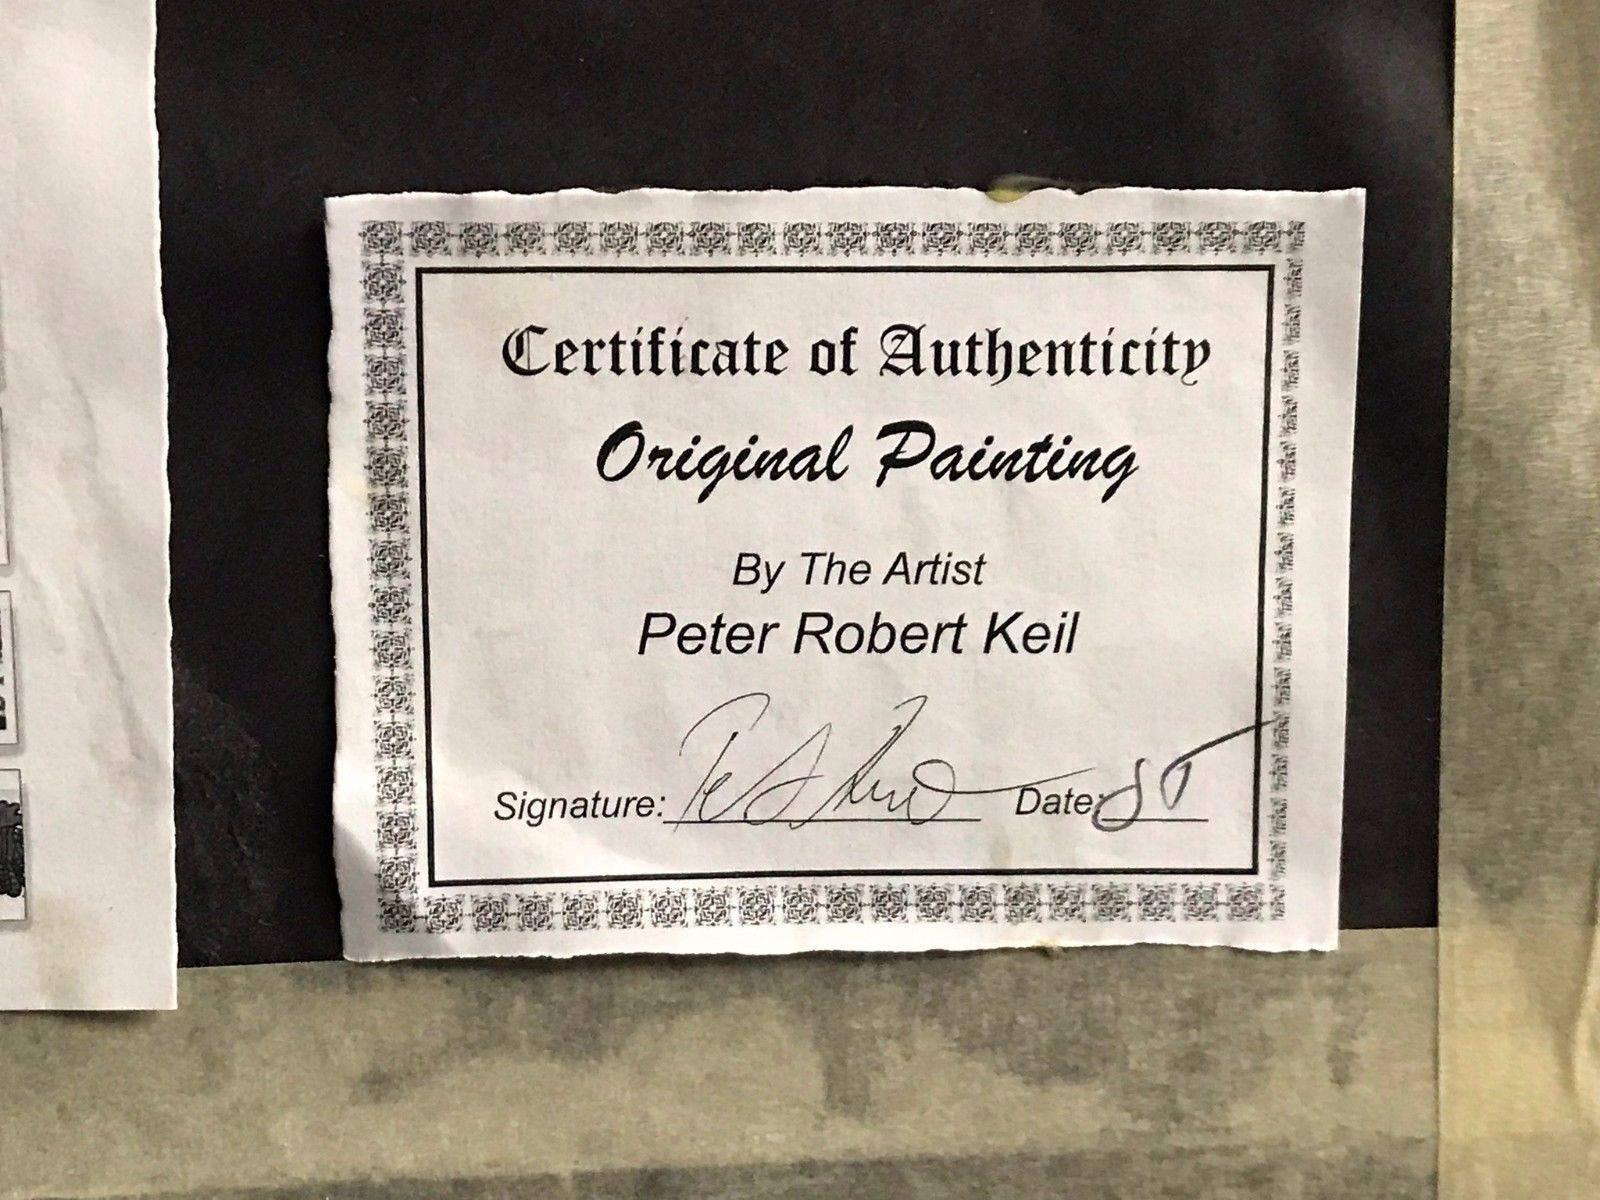 Certificate of Authenticity
Original Painting
By The Artist
Peter Robert Keil
Signature: Date: